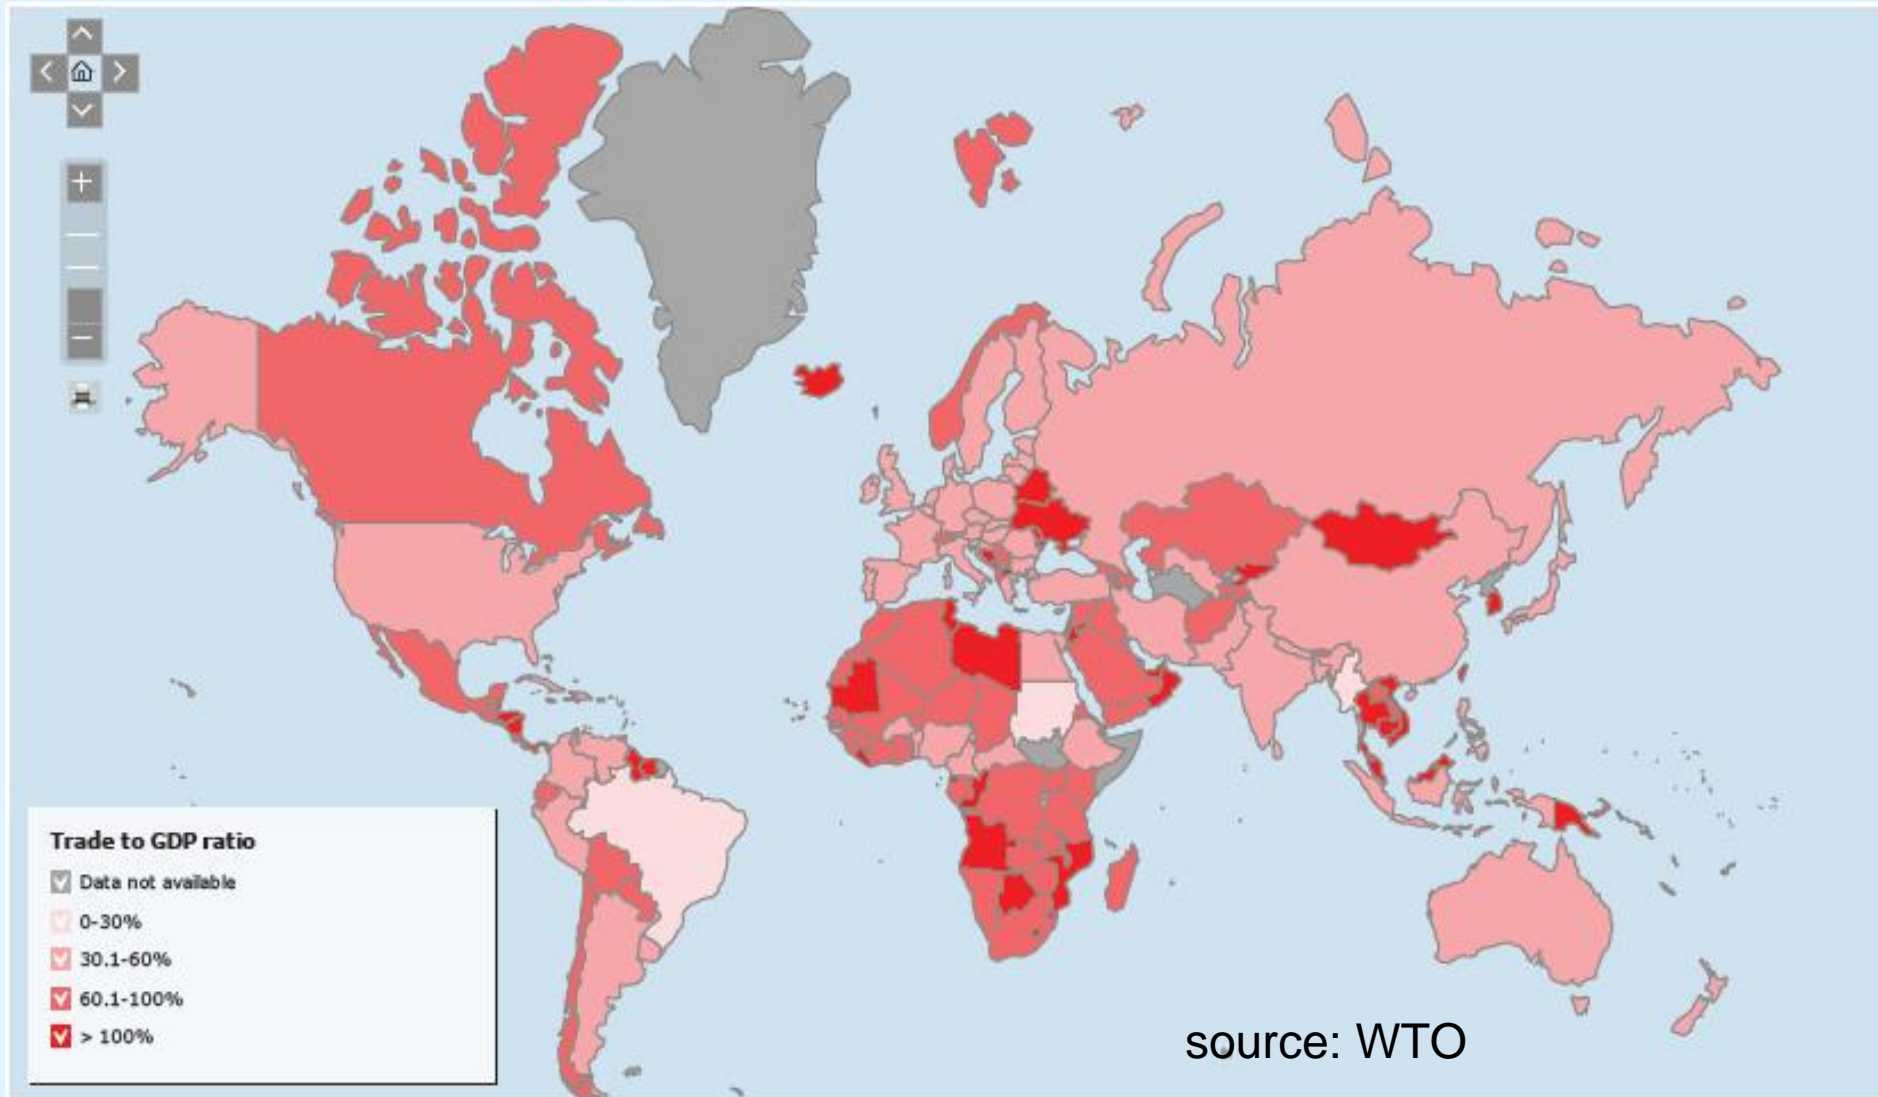 Trade to GDP ratio
Data not available
0-30%
30.1-60%
60.1-100%
> 100%
source: WTO